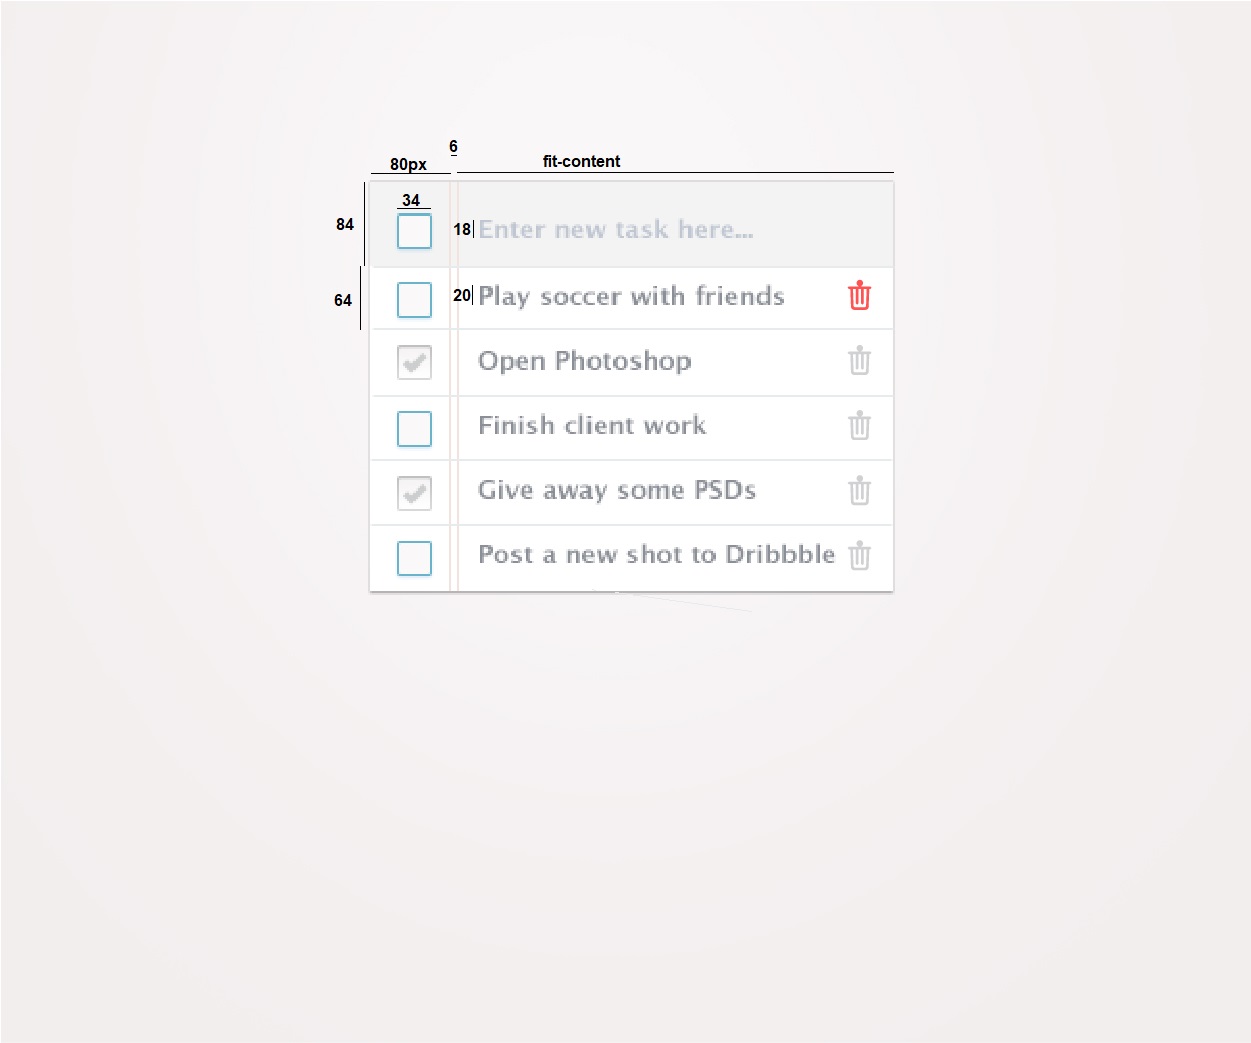 6
80px
fit-content
34
84
18
Enter new task here...
64
20
Play soccer with friends
Open Photoshop
Finish client work
Give away some PSDs
Post a new shot to Dribbble